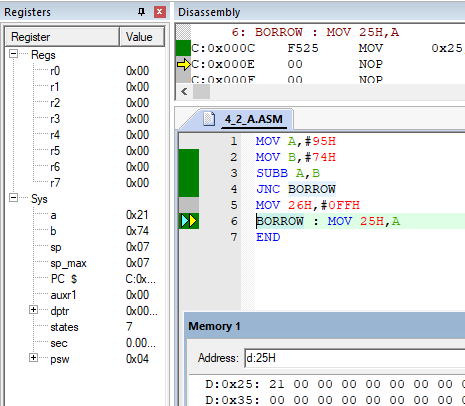 Registers
Register Value
Regs
r0 0x00
r1 0x00
r2 0x00
r3 0x00
r4 0x00
r5 0x00
r6 0x00
r7 0x00
Sys
a 0x21
b 0x74
sp 0x07
sp_max 0x07
PC $ C:0x...
auxr1 0x00
dptr 0x00...
states 7
sec 0.00...
psw 0x04
Disassembly
6: BORROW : MOV 25H,A
C:0x000C F525 MOV 0x25
C:0x000E 00 NOP
C:0x000F 00 NOP
4_2_A.ASM
1 MOV A,#95H
2 MOV B,#74H
3 SUBB A,B
4 JNC BORROW
5 MOV 26H,#0FFH
6 BORROW : MOV 25H,A
7 END
Memory 1
Address: d:25H
D:0x25: 21 00 00 00 00 00 00 00 0
D:0x35: 00 00 00 00 00 00 00 00 0